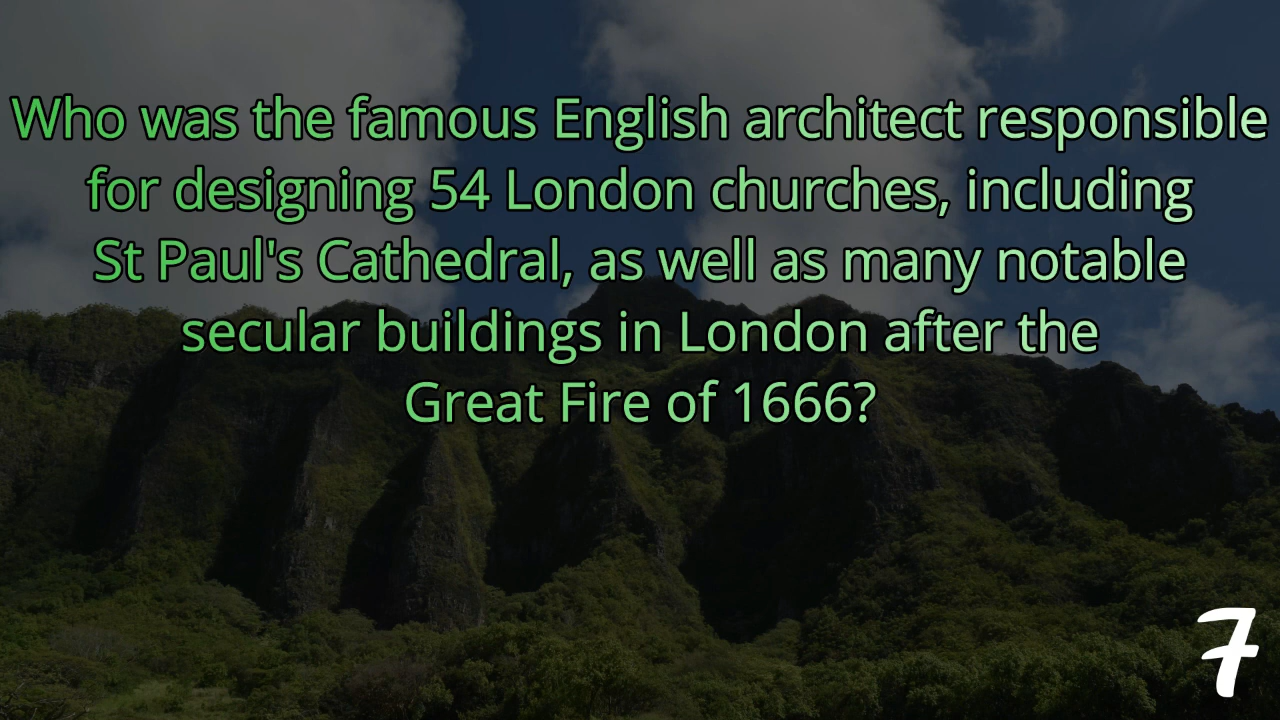 Who was the famous English architect responsible
for designing 54 London churches, including
St Paul's Cathedral, as well as many notable
secular buildings in London after the
Great Fire of 1666?
7